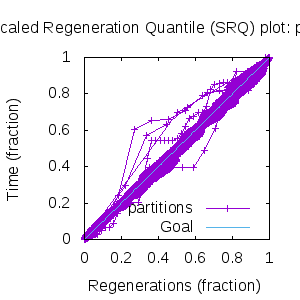 caled Regeneration Quantile (SRQ) plot: p
1
0.8
0.6
0.4
0.2
0
Time (fraction)
partitions
Goal
0 0.2 0.4 0.6 0.8 1
Regenerations (fraction)